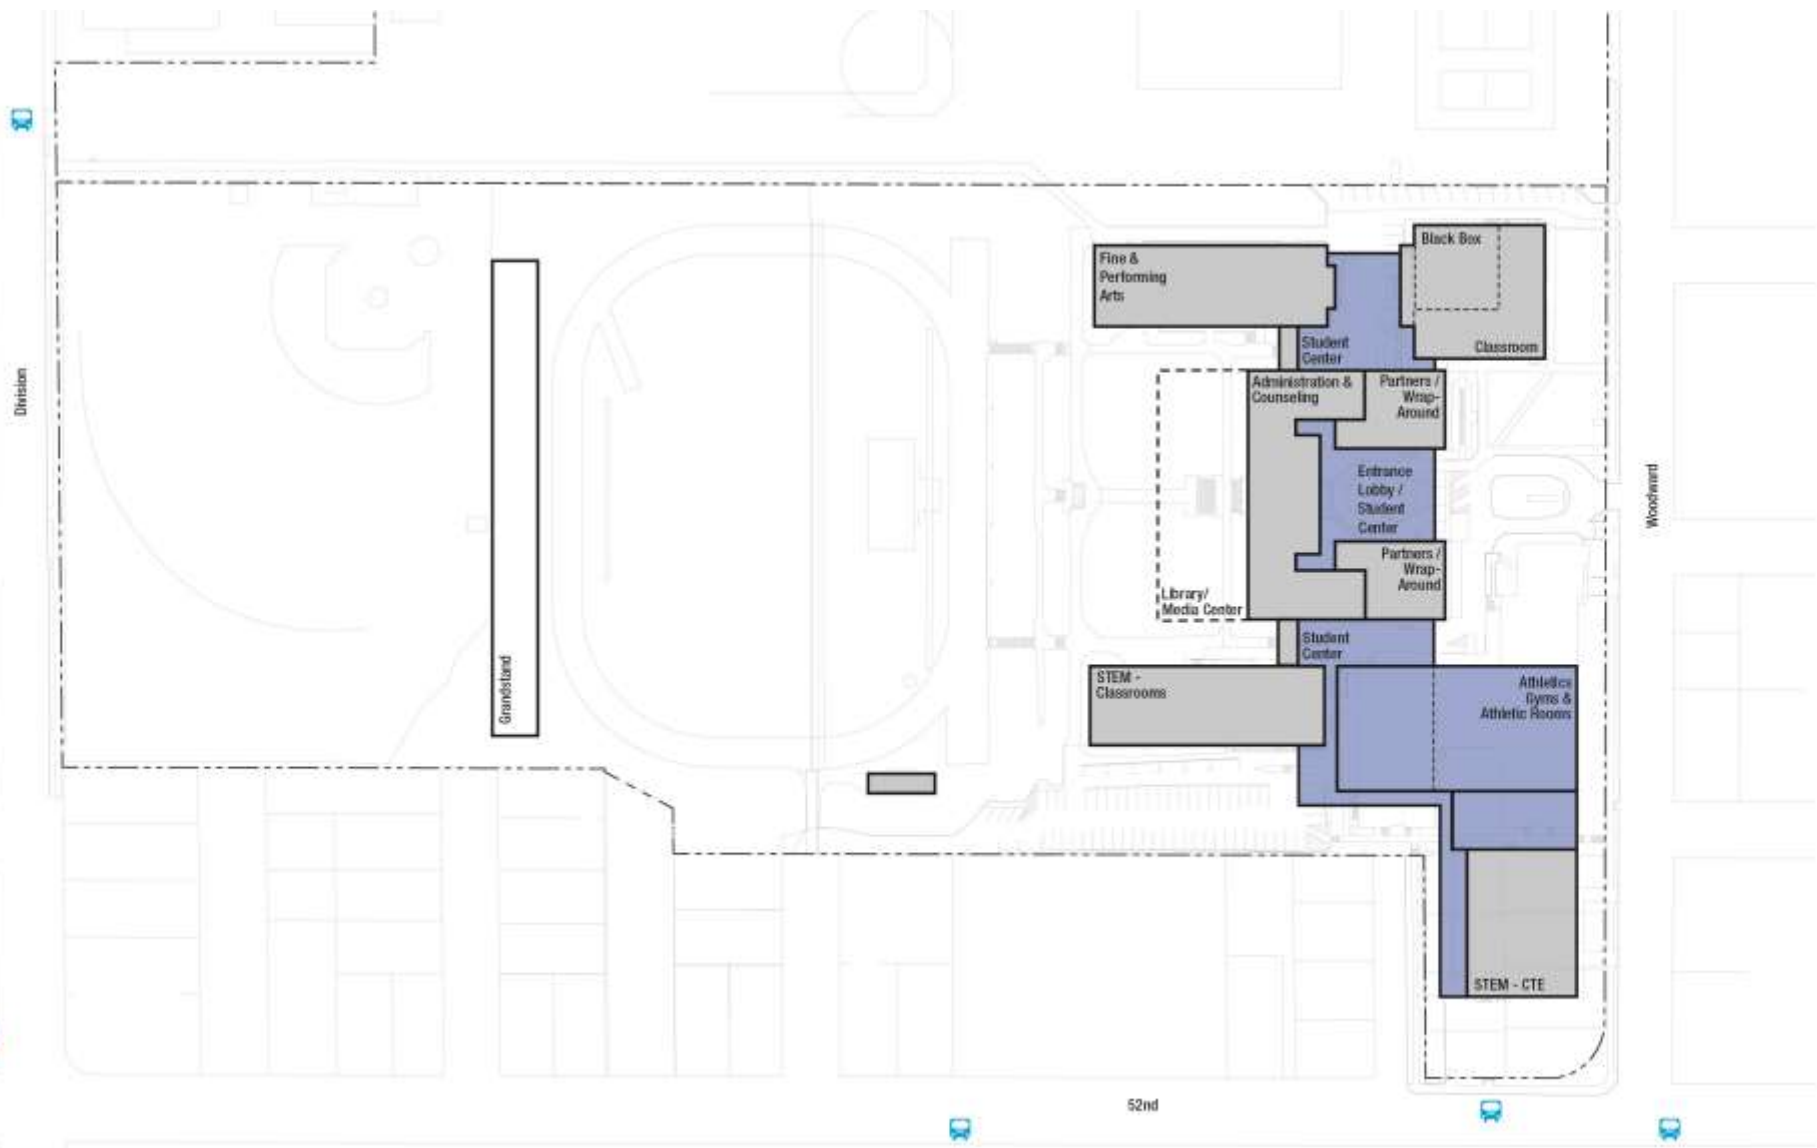 Black Box
Fine &
Performing
Arts
Student
Center
Classroom
Administration &
Counseling
Partners /
Wrap-
Around
Division
Entrance
Lobby /
Student
Center
Woodward
Partners /
Wrap-
Around
Library/
Media Center
Student
Center
STEM -
Classrooms
Athletics
Gyms &
Athletic Rooms
Grandstand
STEM - CTE
52nd